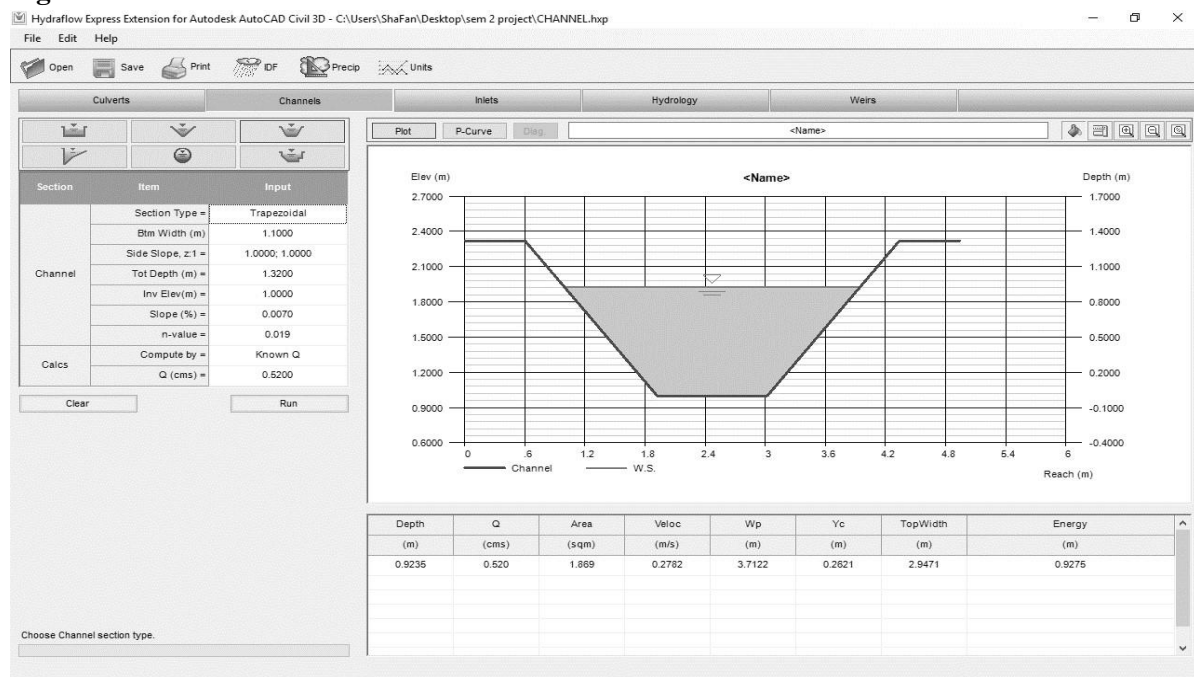 Hydraflow Express Extension for Autodesk AutoCAD Civil 3D - C:\Users\ShaFan\Desktop\sem 2 project\CHANNEL.hxp
File Edit Help
Open Save Print IDF Precip Units
Culverts Channels Inlets Hydrology Weirs
Plot P-Curve Diag. <Name>
Section Item Input
Channel
Section Type = Trapezoidal
Btm Width (m) 1.1000
Side Slope, z:1 = 1.0000; 1.0000
Tot Depth (m) = 1.3200
Inv Elev(m) = 1.0000
Slope (%) = 0.0070
n-value = 0.019
Calcs
Compute by = Known Q
Q (cms) = 0.5200
Clear Run
Elev (m) <Name> Depth (m)
2.7000 1.7000
2.4000 1.4000
2.1000 1.1000
1.8000 0.8000
1.5000 0.5000
1.2000 0.2000
0.9000 -0.1000
0.6000 -0.4000
0 .6 1.2 1.8 2.4 3 3.6 4.2 4.8 5.4 6
Channel W.S. Reach (m)
Depth Q Area Veloc Wp Yc TopWidth Energy
(m) (cms) (sqm) (m/s) (m) (m) (m) (m)
0.9235 0.520 1.869 0.2782 3.7122 0.2621 2.9471 0.9275
Choose Channel section type.